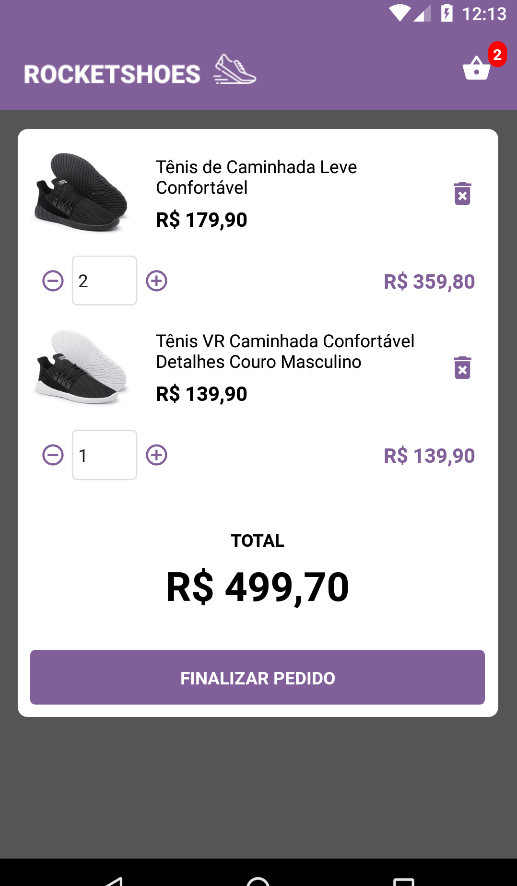 12:13
ROCKETSHOES
2
Tênis de Caminhada Leve
Confortável
R$ 179,90
2
R$ 359,80
Tênis VR Caminhada Confortável
Detalhes Couro Masculino
R$ 139,90
1
R$ 139,90
TOTAL
R$ 499,70
FINALIZAR PEDIDO